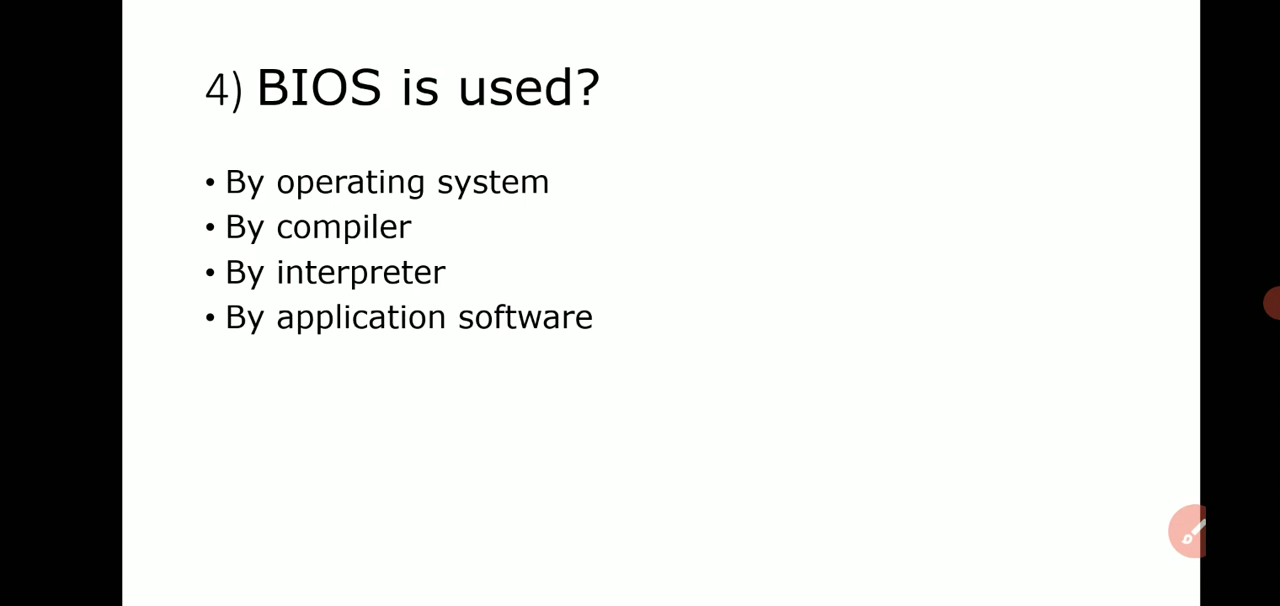 4) BIOS is used?
• By operating system
• By compiler
• By interpreter
• By application software